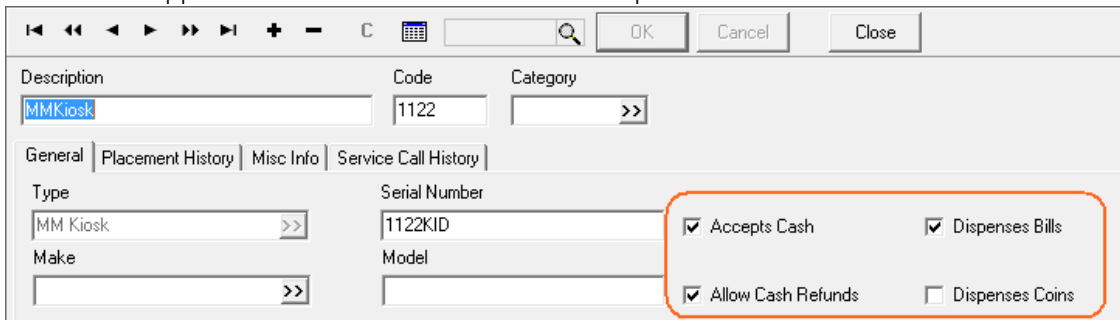 C OK Cancel Close
Description Code Category
MMKiosk 1122 >>
General Placement History Misc Info Service Call History
Type Serial Number
MM Kiosk >> 1122KID Accepts Cash Dispenses Bills
Make Model
>> Allow Cash Refunds Dispenses Coins